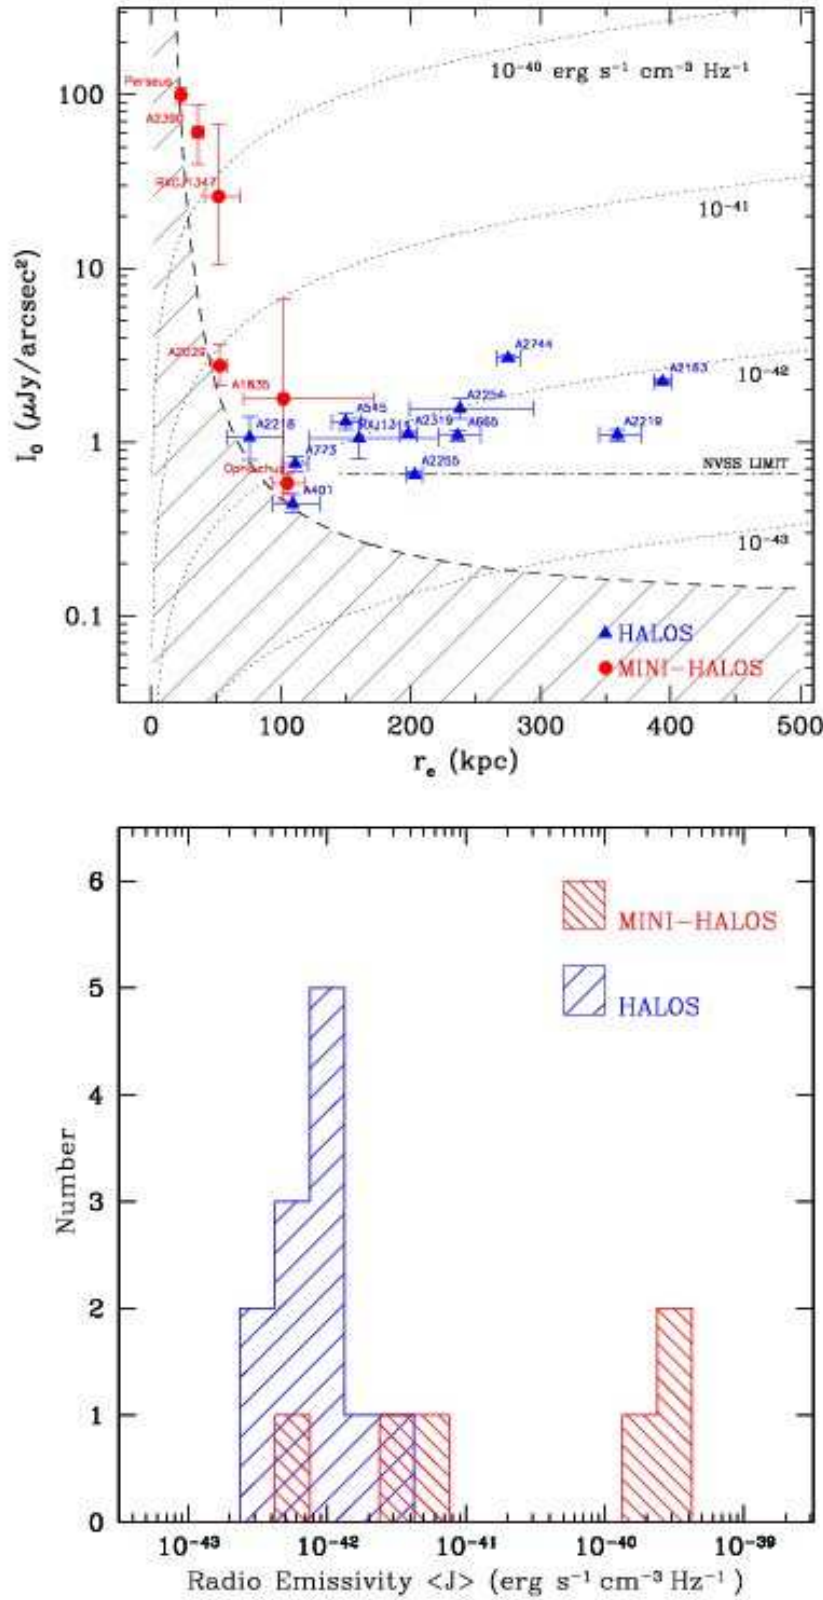 10⁻⁴⁰ erg s⁻¹ cm⁻³ Hz⁻¹
Perseus
100
A2390
RXCJ1347
10⁻⁴¹
10
A2744
A2029
A2163
10⁻⁴²
A1835
A2254
A545
A2218
RXJ1314
A2319
A665
A2219
1
A773
Ophiuchus
A2255
NVSS LIMIT
A401
10⁻⁴³
0.1
HALOS
MINI-HALOS
I₀ (μJy/arcsec²)
0 100 200 300 400 500
rₑ (kpc)
6
MINI-HALOS
5
HALOS
4
3
2
1
0
Number
10⁻⁴³ 10⁻⁴² 10⁻⁴¹ 10⁻⁴⁰ 10⁻³⁹
Radio Emissivity <J> (erg s⁻¹ cm⁻³ Hz⁻¹)